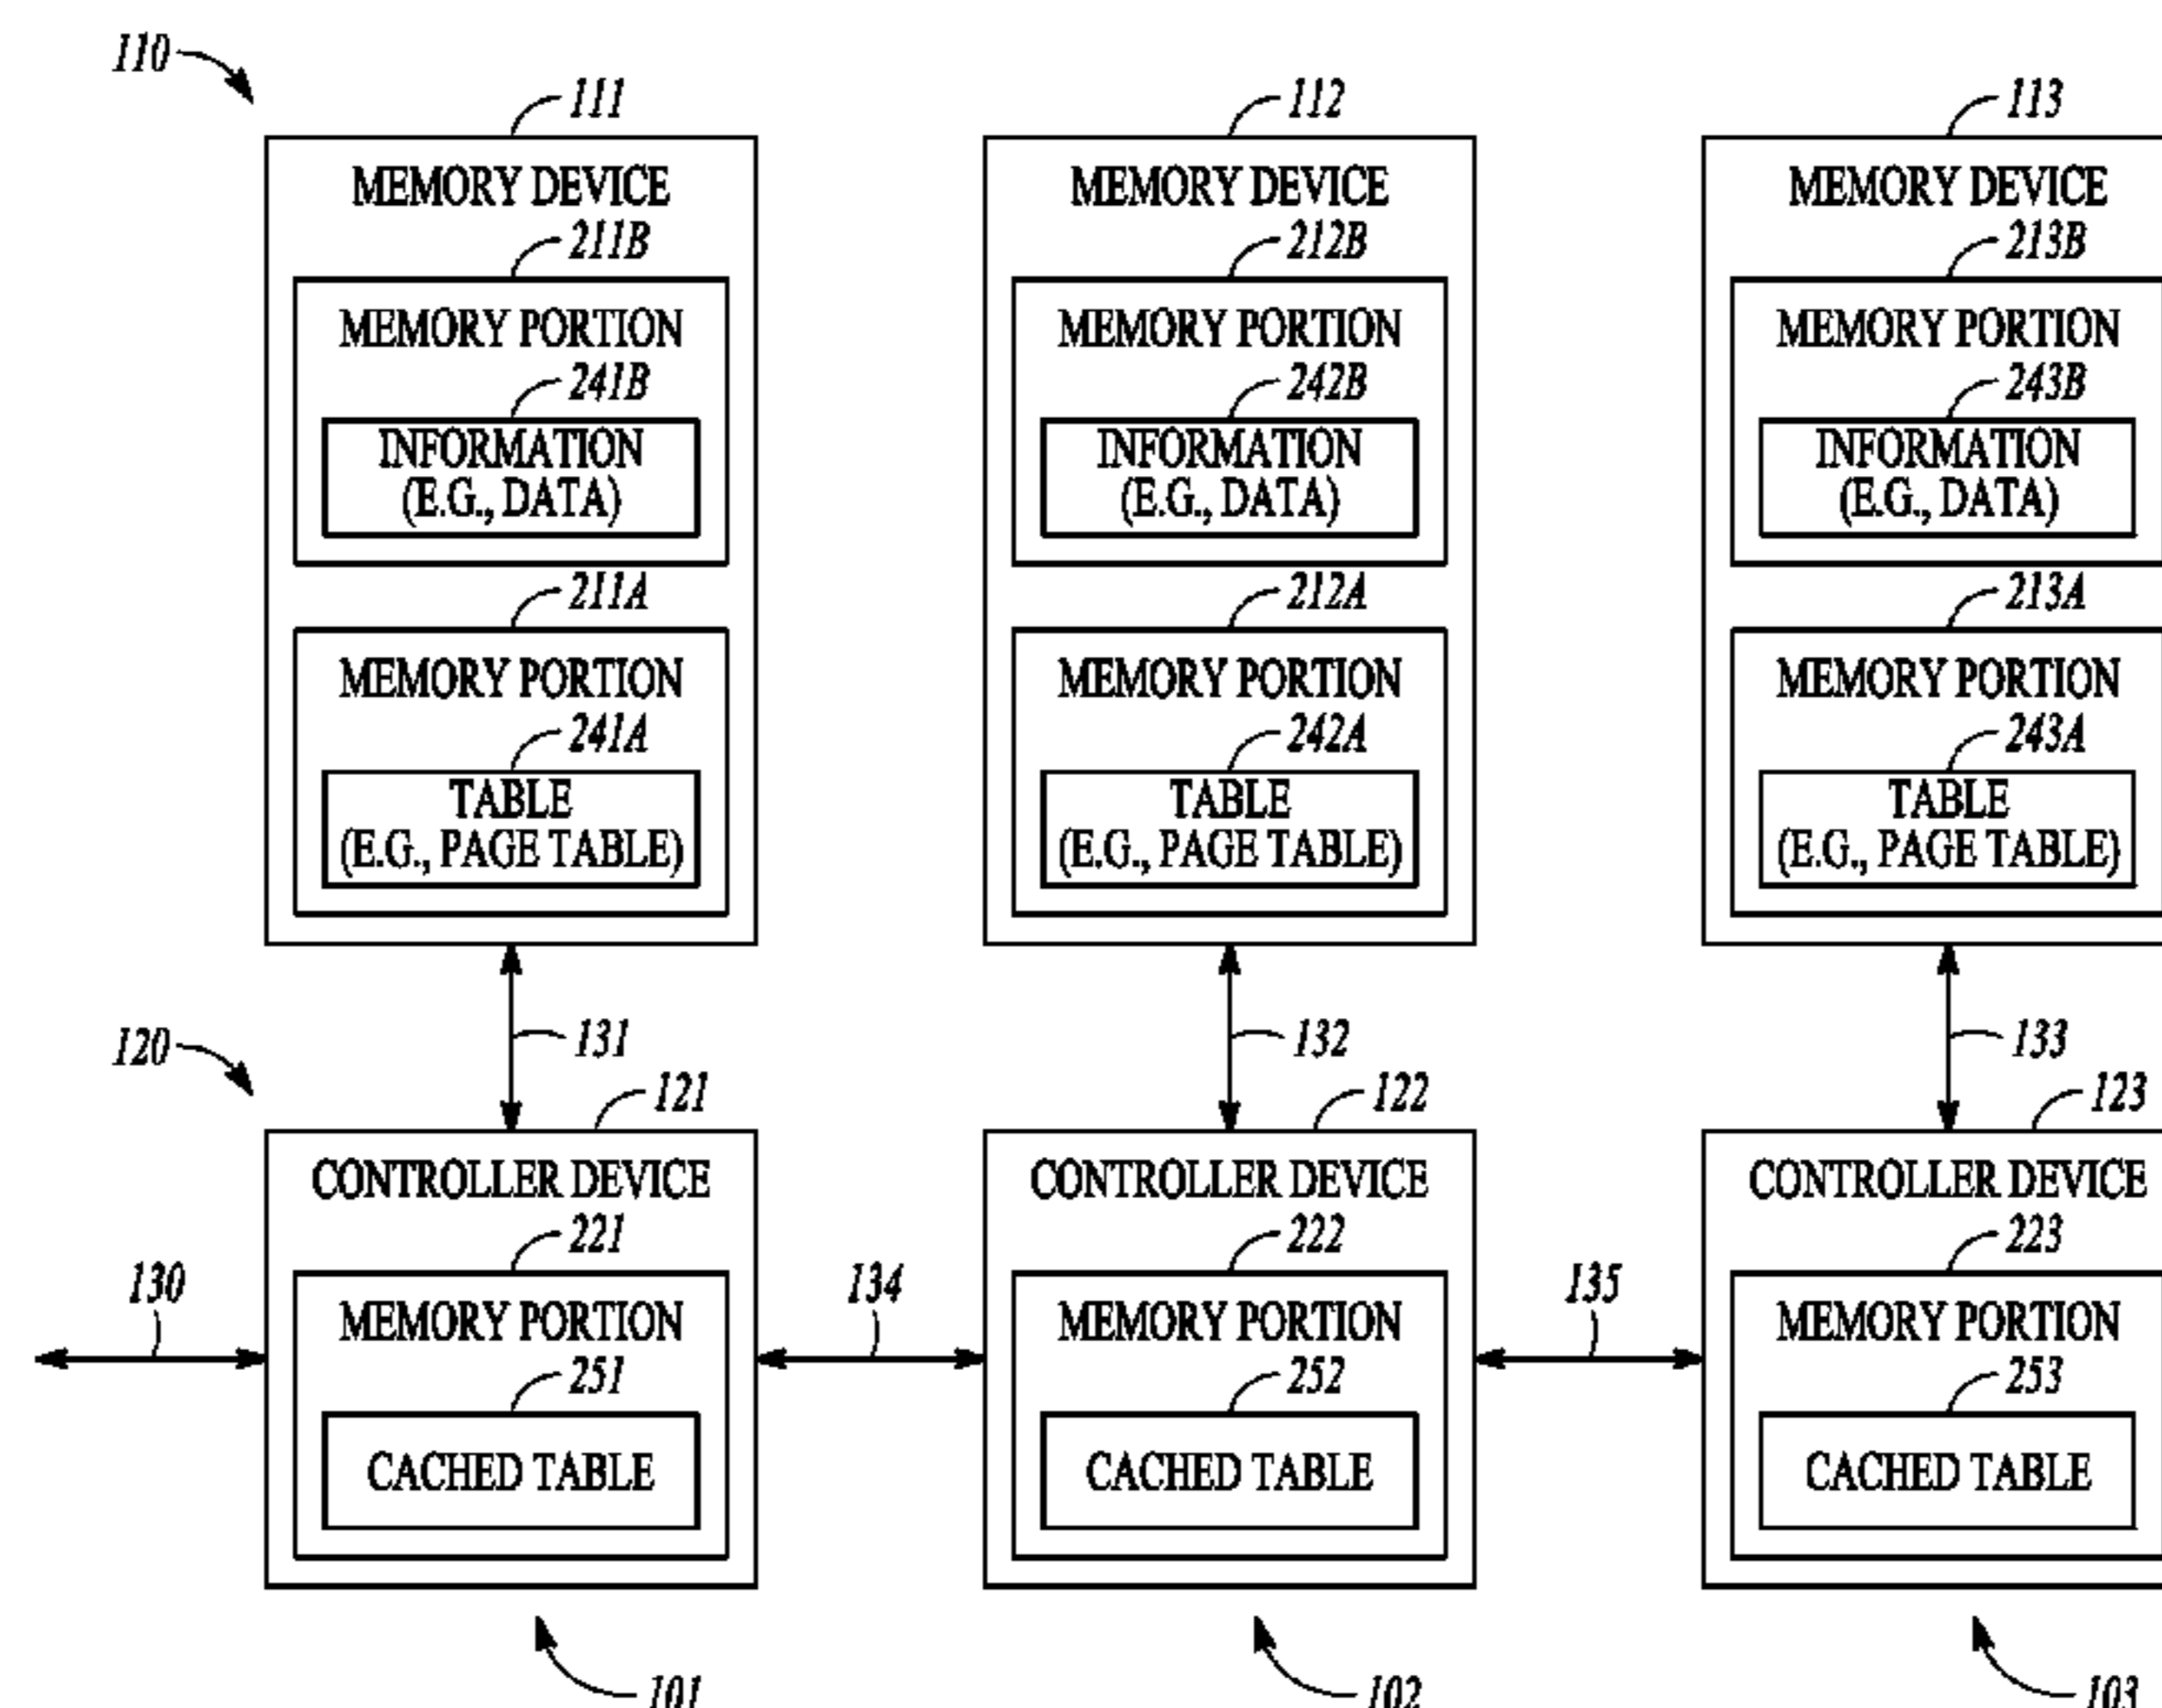 110
111 112 113
MEMORY DEVICE MEMORY DEVICE MEMORY DEVICE
211B 212B 213B
MEMORY PORTION MEMORY PORTION MEMORY PORTION
241B 242B 243B
INFORMATION INFORMATION INFORMATION
(E.G., DATA) (E.G., DATA) (E.G., DATA)
211A 212A 213A
MEMORY PORTION MEMORY PORTION MEMORY PORTION
241A 242A 243A
TABLE TABLE TABLE
(E.G., PAGE TABLE) (E.G., PAGE TABLE) (E.G., PAGE TABLE)
120 131 132 133
121 122 123
CONTROLLER DEVICE CONTROLLER DEVICE CONTROLLER DEVICE
221 222 223
130 134 135
MEMORY PORTION MEMORY PORTION MEMORY PORTION
251 252 253
CACHED TABLE CACHED TABLE CACHED TABLE
101 102 103